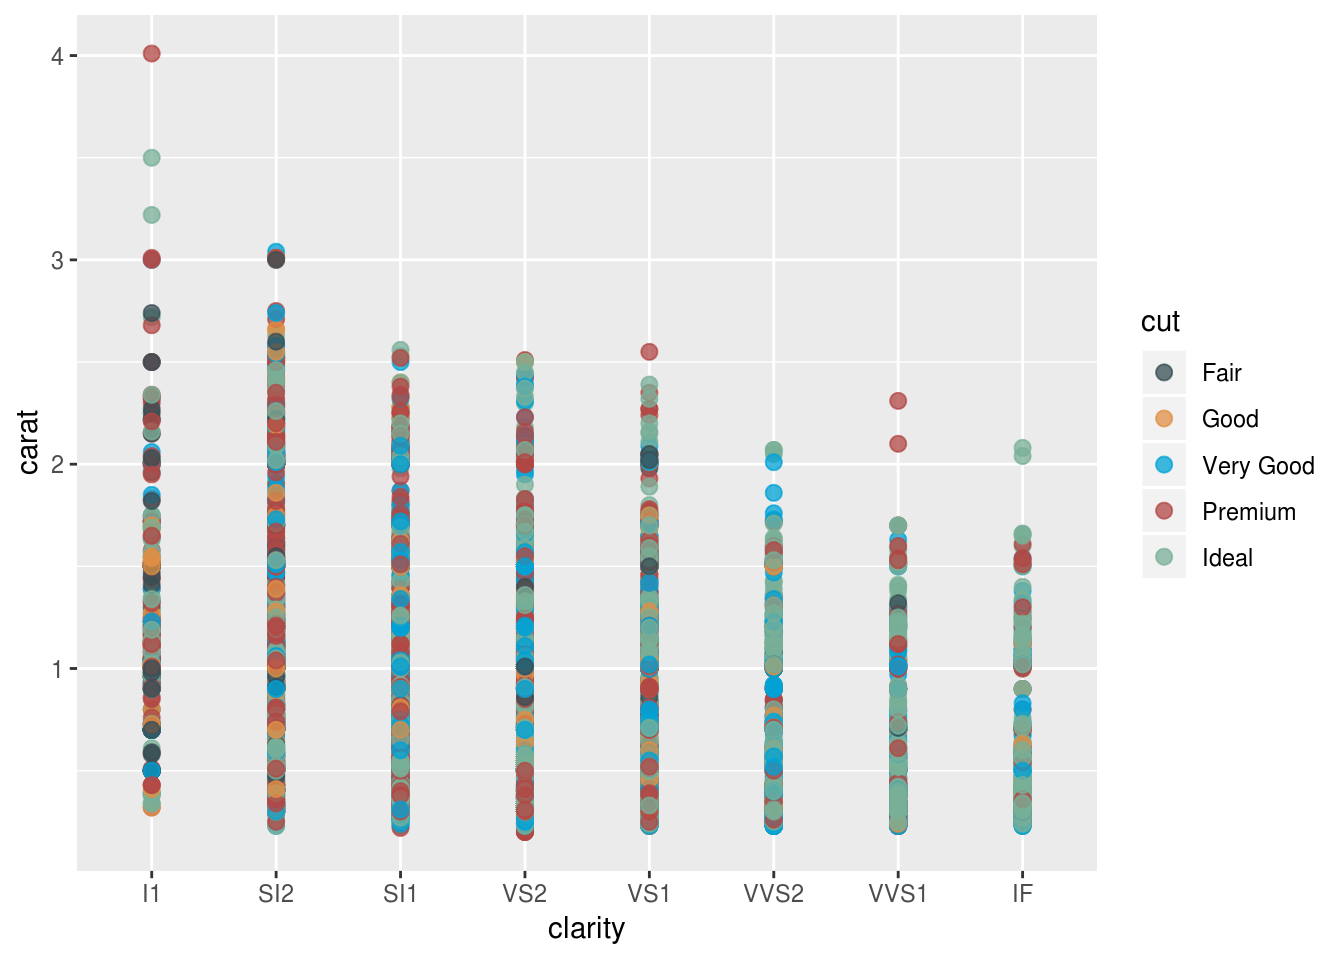 4
3
2
1
carat
I1 SI2 SI1 VS2 VS1 VVS2 VVS1 IF
clarity
cut
Fair
Good
Very Good
Premium
Ideal